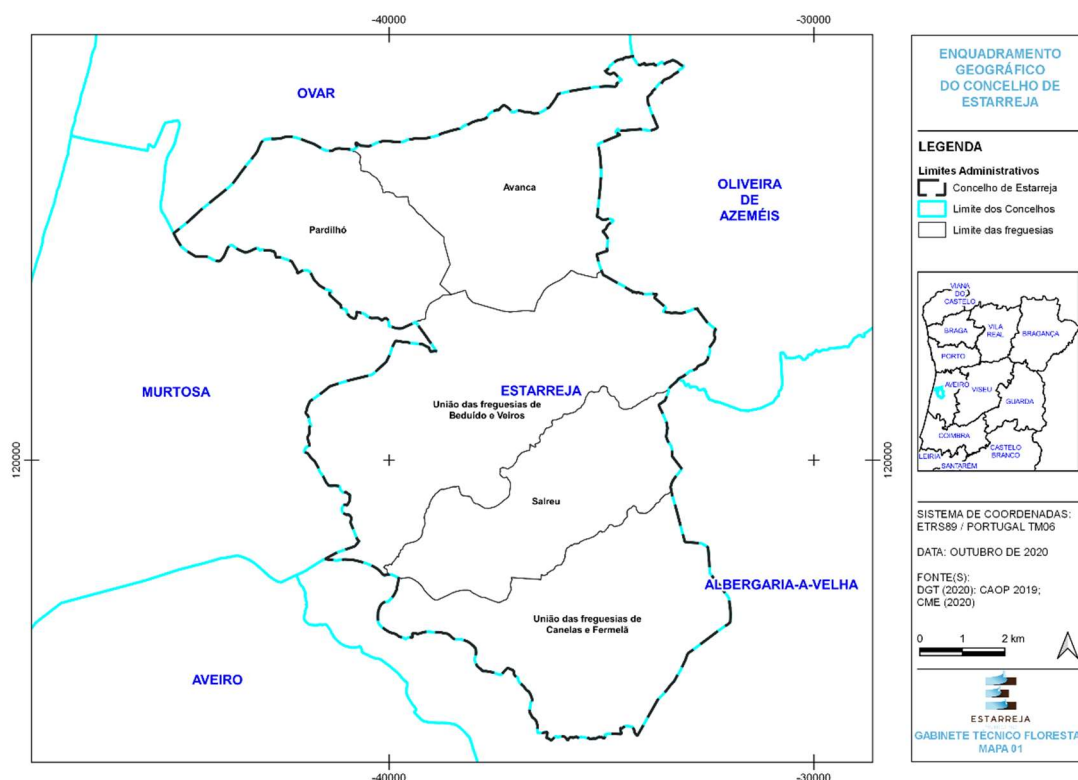 -40000
-30000
OVAR
Avanca
OLIVEIRA
DE
AZEMÉIS
Pardilhó
MURTOSA
ESTARREJA
União das freguesias de
Beduído e Veiros
120000
120000
Salreu
ALBERGARIA-A-VELHA
União das freguesias de
Canelas e Fermelã
AVEIRO
-40000
-30000
ENQUADRAMENTO
GEOGRÁFICO
DO CONCELHO DE
ESTARREJA
LEGENDA
Limites Administrativos
Concelho de Estarreja
Limite dos Concelhos
Limite das freguesias
VIANA
DO
CASTELO
BRAGA
VILA
REAL
BRAGANÇA
PORTO
AVEIRO
VISEU
GUARDA
COIMBRA
CASTELO
BRANCO
LEIRIA
SANTARÉM
SISTEMA DE COORDENADAS:
ETRS89 / PORTUGAL TM06
DATA: OUTUBRO DE 2020
FONTE(S):
DGT (2020): CAOP 2019;
CME (2020)
0 1 2 km
ESTARREJA
GABINETE TÉCNICO FLORESTA
MAPA 01